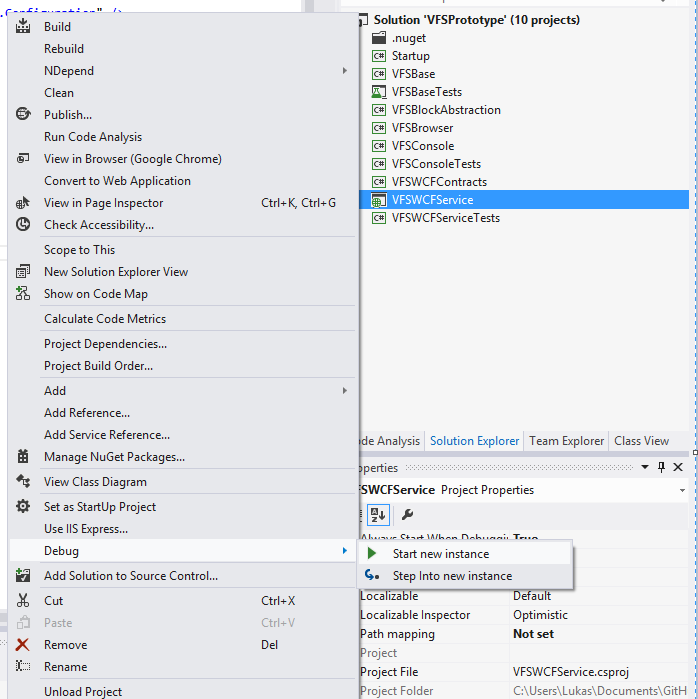 .Configuration" />
Build
Rebuild
NDepend
Clean
Publish...
Run Code Analysis
View in Browser (Google Chrome)
Convert to Web Application
View in Page Inspector Ctrl+K, Ctrl+G
Check Accessibility...
Scope to This
New Solution Explorer View
Show on Code Map
Calculate Code Metrics
Project Dependencies...
Project Build Order...
Add
Add Reference...
Add Service Reference...
Manage NuGet Packages...
View Class Diagram
Set as StartUp Project
Use IIS Express...
Debug
Add Solution to Source Control...
Cut Ctrl+X
Paste Ctrl+V
Remove Del
Rename
Unload Project
Start new instance
Step Into new instance
Solution 'VFSPrototype' (10 projects)
.nuget
C# Startup
C# VFSBase
VFSBaseTests
C# VFSBlockAbstraction
C# VFSBrowser
C# VFSConsole
C# VFSConsoleTests
C# VFSWCFContracts
VFSWCFService
C# VFSWCFServiceTests
de Analysis Solution Explorer Team Explorer Class View
operties
FSWCFService Project Properties
A Z
Always Start When Debuggi True
Localizable Default
Localizable Inspector Optimistic
Path mapping Not set
Project
Project File VFSWCFService.csproj
Project Folder C:\Users\Lukas\Documents\GitH